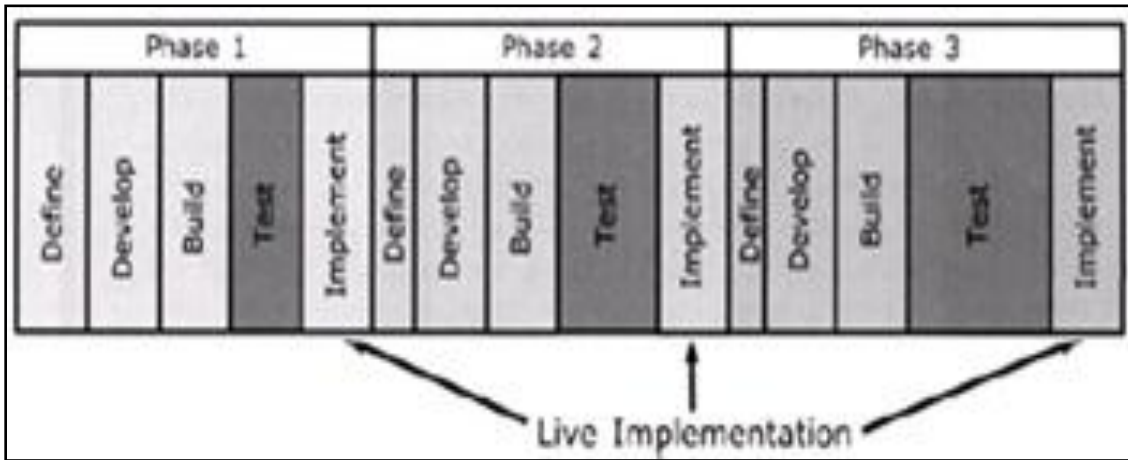 Phase 1 Phase 2 Phase 3
Define Develop Build Test Implement Define Develop Build Test Implement Define Develop Build Test Implement
Live Implementation